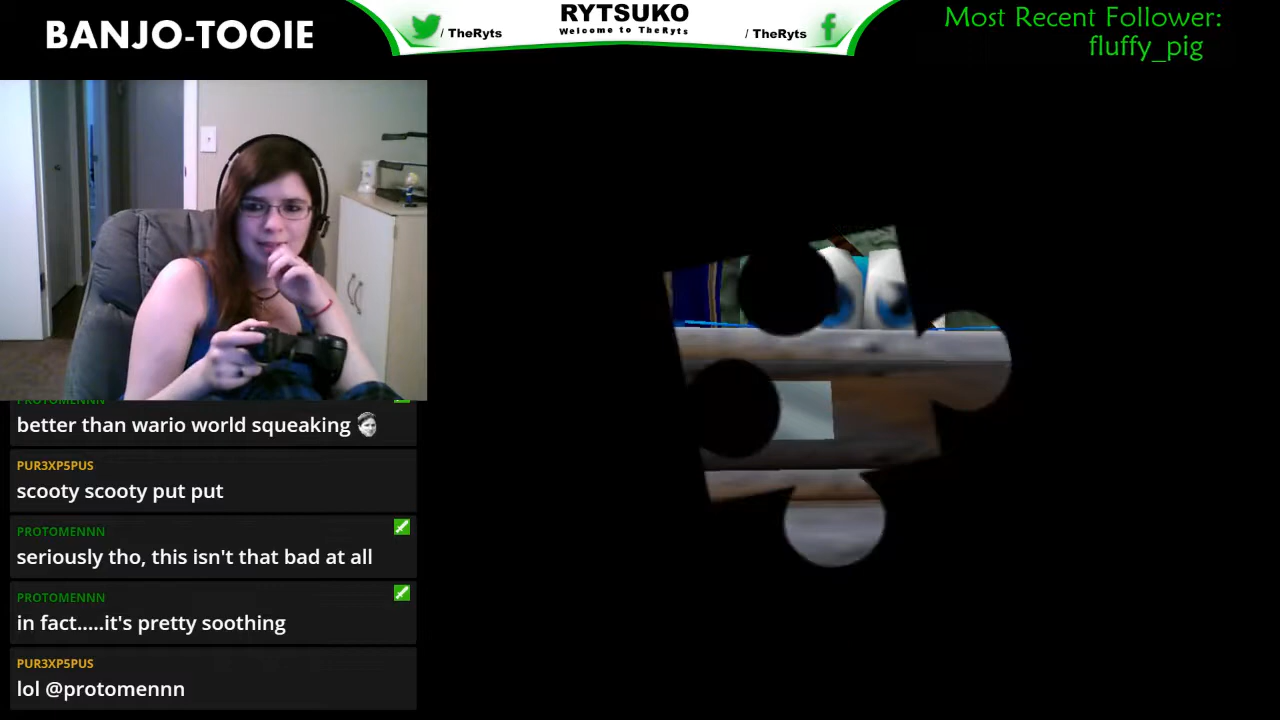 BANJO-TOOIE
/ TheRyts
RYTSUKO
Welcome to TheRyts
/ TheRyts
Most Recent Follower:
fluffy_pig
PROTOMENNN
better than wario world squeaking
PUR3XP5PUS
scooty scooty put put
PROTOMENNN
seriously tho, this isn't that bad at all
PROTOMENNN
in fact.....it's pretty soothing
PUR3XP5PUS
lol @protomennn